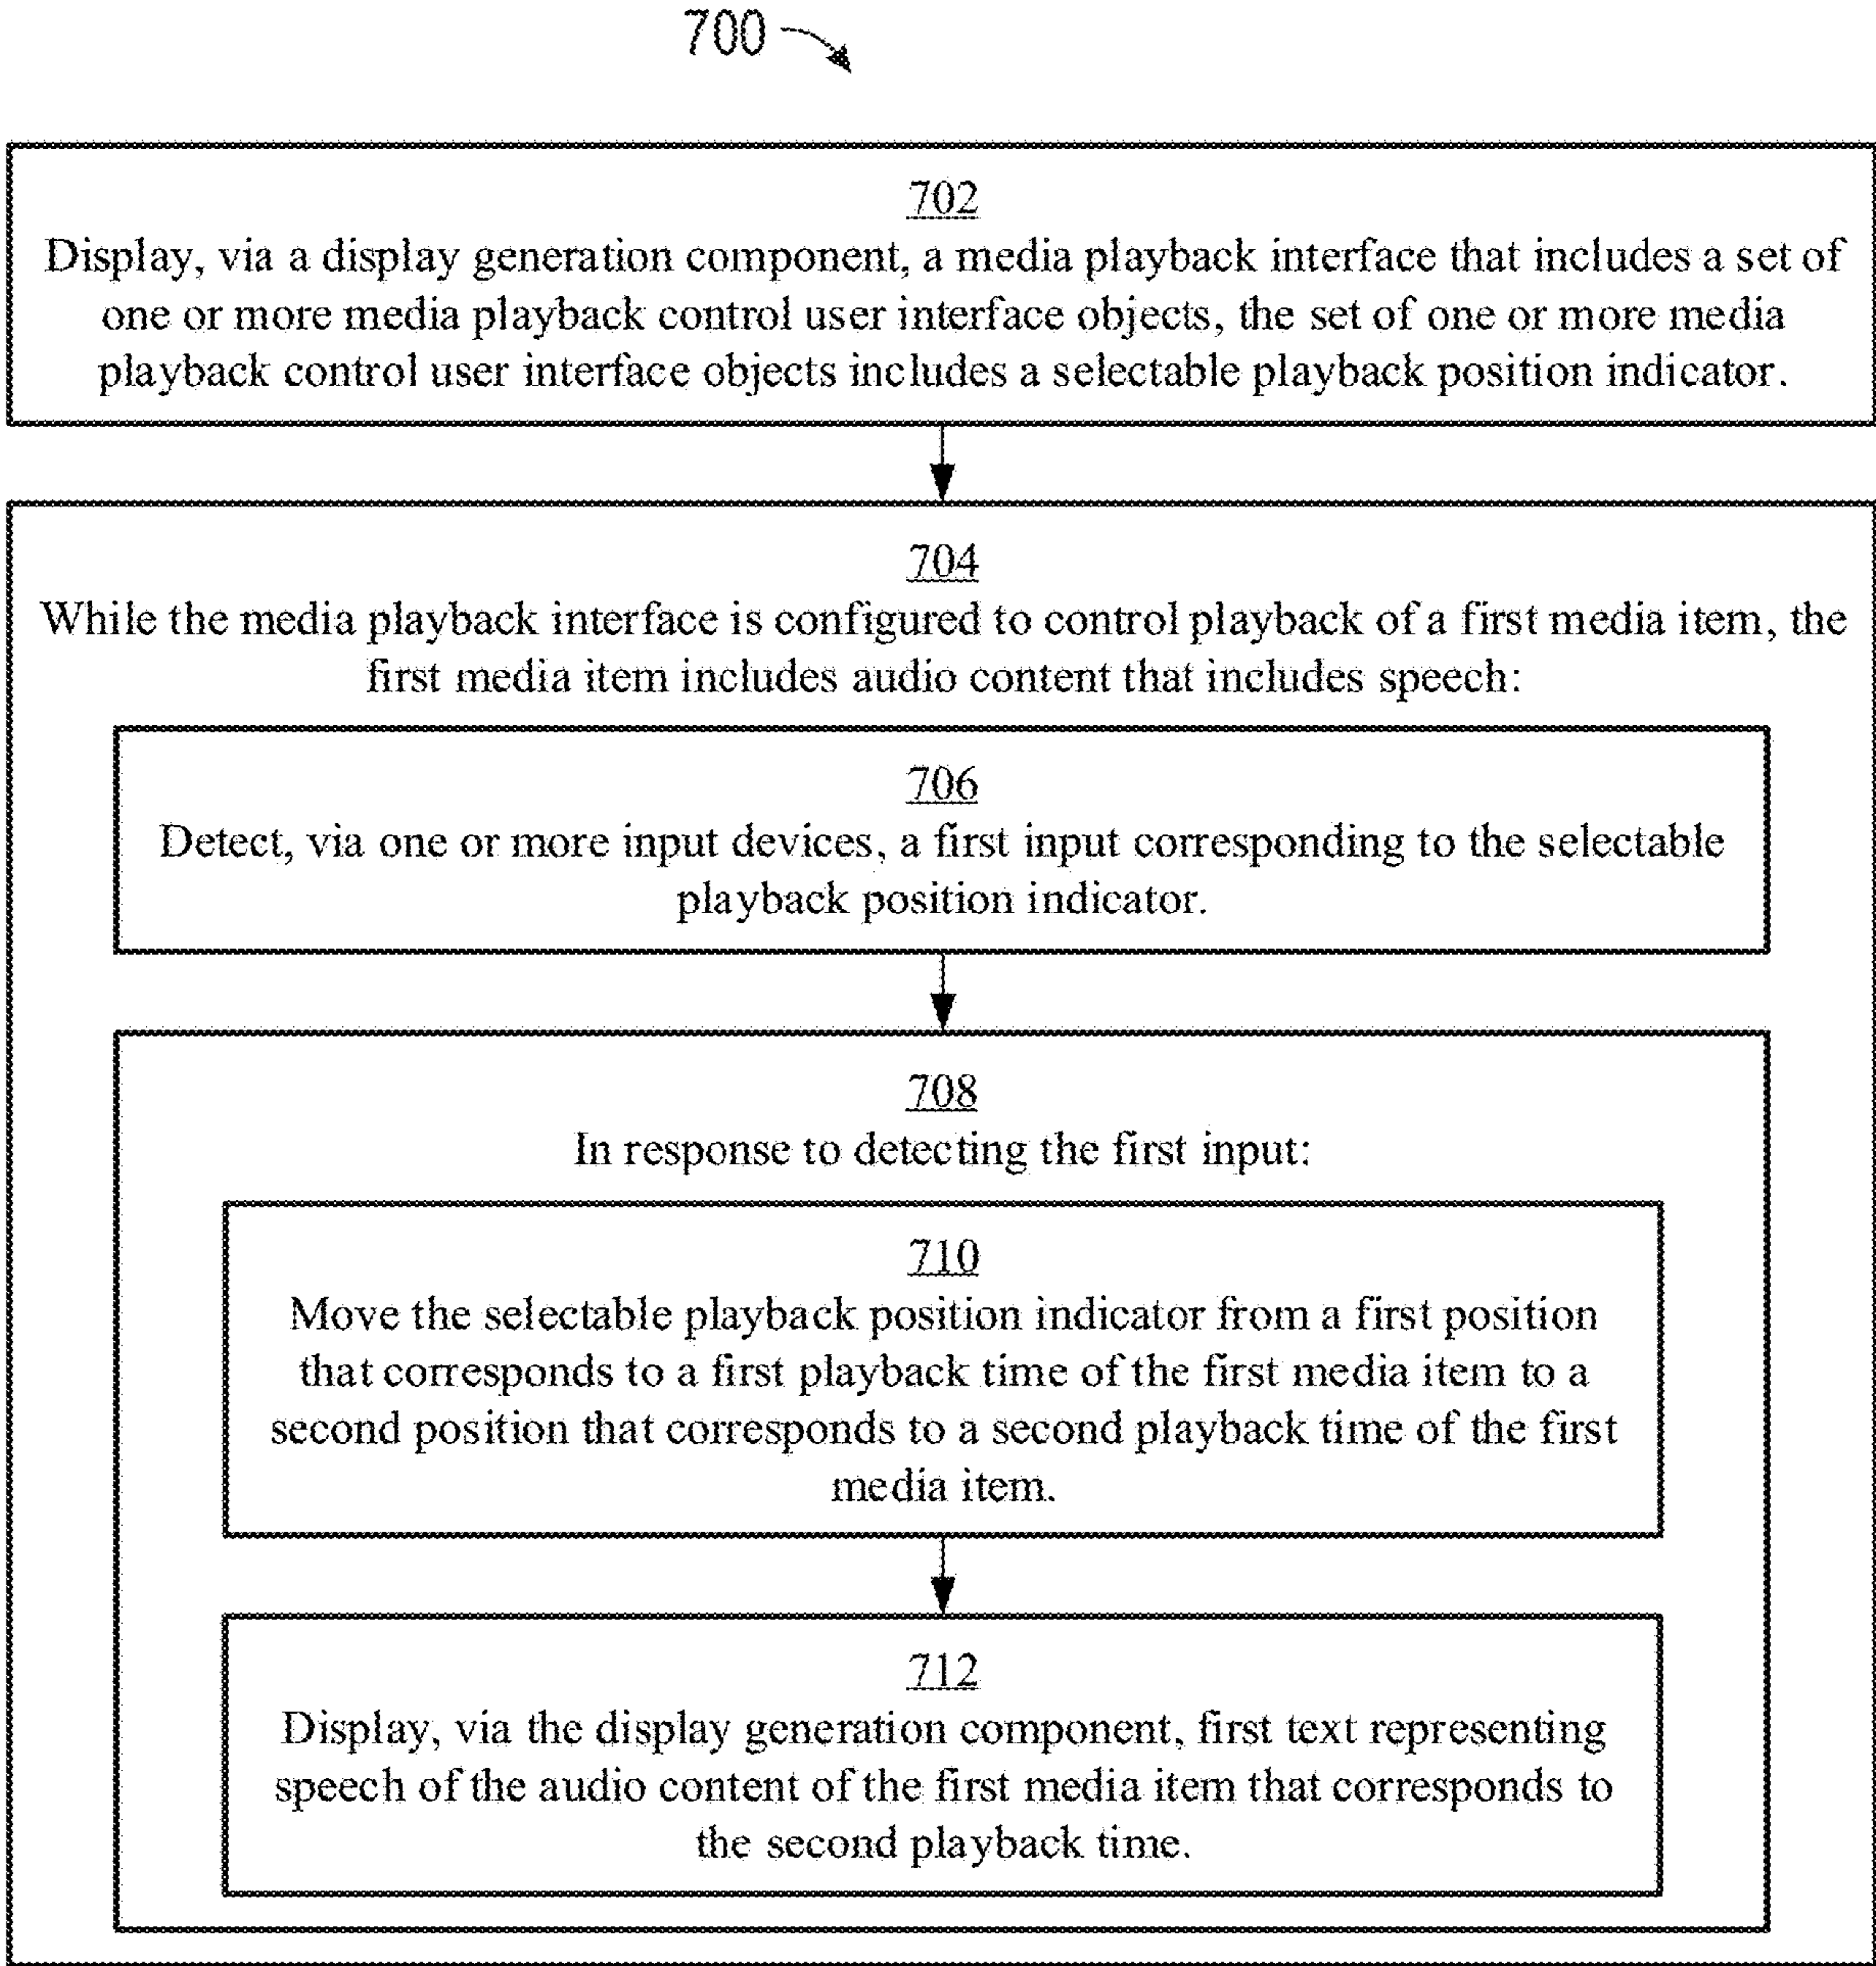 700
702
Display, via a display generation component, a media playback interface that includes a set of
one or more media playback control user interface objects, the set of one or more media
playback control user interface objects includes a selectable playback position indicator.
704
While the media playback interface is configured to control playback of a first media item, the
first media item includes audio content that includes speech:
706
Detect, via one or more input devices, a first input corresponding to the selectable
playback position indicator.
708
In response to detecting the first input:
710
Move the selectable playback position indicator from a first position
that corresponds to a first playback time of the first media item to a
second position that corresponds to a second playback time of the first
media item.
712
Display, via the display generation component, first text representing
speech of the audio content of the first media item that corresponds to
the second playback time.